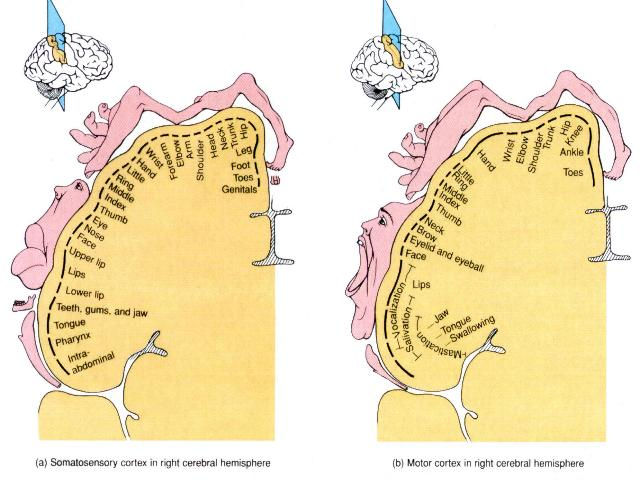 Hip
Trunk
Neck
Head
Shoulder
Arm
Elbow
Forearm
Wrist
Hand
Little
Ring
Middle
Index
Thumb
Eye
Nose
Face
Upper lip
Lips
Lower lip
Teeth, gums, and jaw
Tongue
Pharynx
Intra-
abdominal
Leg
Foot
Toes
Genitals
(a) Somatosensory cortex in right cerebral hemisphere
Hip
Knee
Trunk
Shoulder
Elbow
Wrist
Hand
Little
Ring
Middle
Index
Thumb
Neck
Brow
Eyelid and eyeball
Face
Lips
Vocalization
Salivation
Mastication
Jaw
Tongue
Swallowing
Ankle
Toes
(b) Motor cortex in right cerebral hemisphere